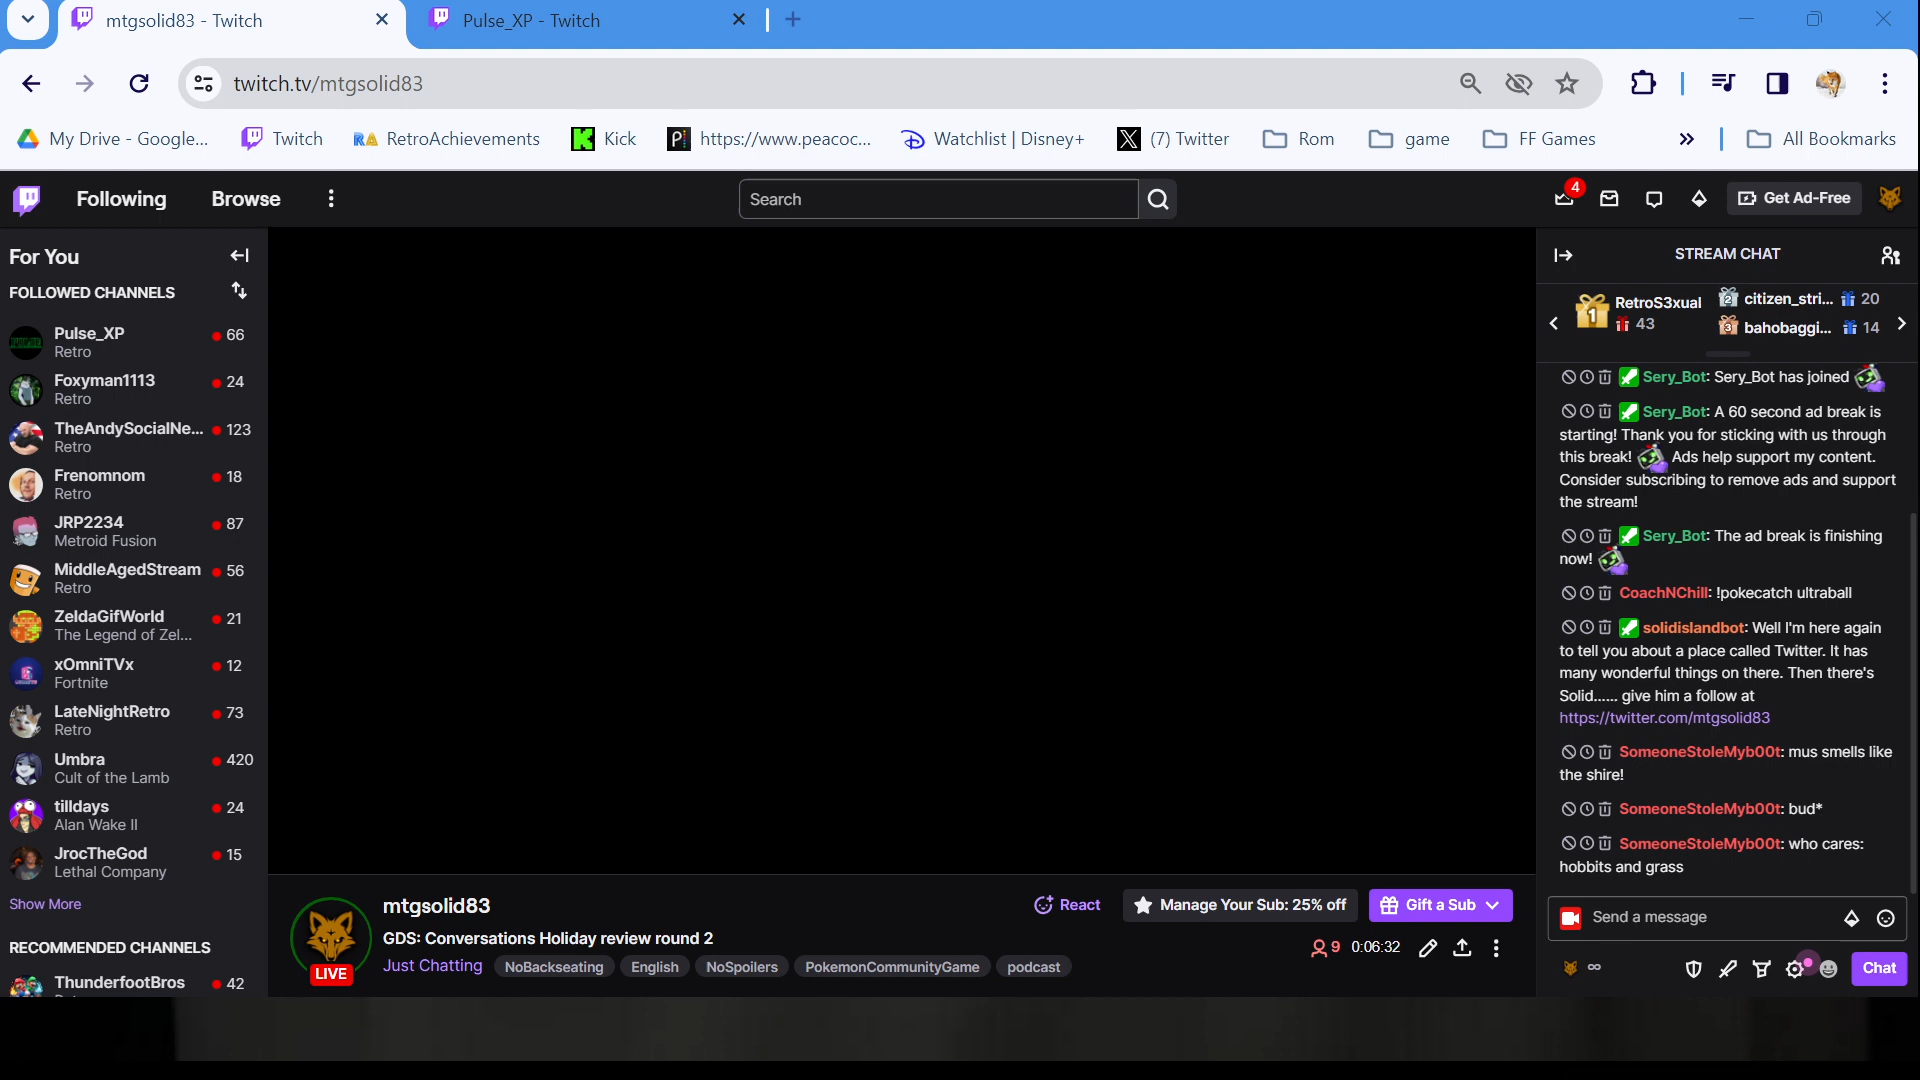 mtgsolid83 - Twitch
Pulse_XP - Twitch
twitch.tv/mtgsolid83
My Drive - Google...
Twitch
RA RetroAchievements
Kick
https://www.peacoc...
Watchlist | Disney+
(7) Twitter
Rom
game
FF Games
All Bookmarks
Following
Browse
Search
4
Get Ad-Free
For You
FOLLOWED CHANNELS
Pulse_XP
66
Retro
Foxyman1113
24
Retro
TheAndySocialNe...
123
Retro
Frenomnom
18
Retro
JRP2234
87
Metroid Fusion
MiddleAgedStream
56
Retro
ZeldaGifWorld
21
The Legend of Zel...
xOmniTVx
12
Fortnite
LateNightRetro
73
Retro
Umbra
420
Cult of the Lamb
tilldays
24
Alan Wake II
JrocTheGod
15
Lethal Company
Show More
RECOMMENDED CHANNELS
ThunderfootBros
42
LIVE
mtgsolid83
GDS: Conversations Holiday review round 2
Just Chatting
NoBackseating
English
NoSpoilers
PokemonCommunityGame
podcast
React
Manage Your Sub: 25% off
Gift a Sub
9
0:06:32
STREAM CHAT
1
RetroS3xual
43
2
citizen_stri...
20
3
bahobaggi...
14
Sery_Bot: Sery_Bot has joined
Sery_Bot: A 60 second ad break is
starting! Thank you for sticking with us through
this break! Ads help support my content.
Consider subscribing to remove ads and support
the stream!
Sery_Bot: The ad break is finishing
now!
CoachNChill: !pokecatch ultraball
solidislandbot: Well I'm here again
to tell you about a place called Twitter. It has
many wonderful things on there. Then there's
Solid...... give him a follow at
https://twitter.com/mtgsolid83
SomeoneStoleMyb00t: mus smells like
the shire!
SomeoneStoleMyb00t: bud*
SomeoneStoleMyb00t: who cares:
hobbits and grass
Send a message
Chat